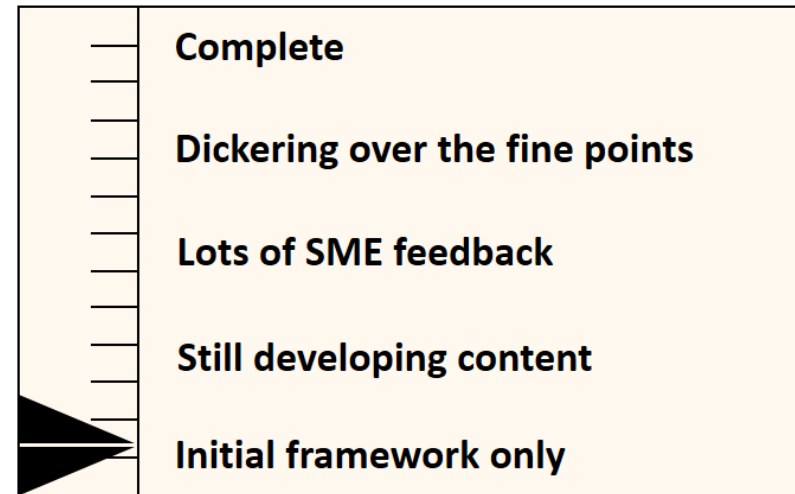 Complete
Dickering over the fine points
Lots of SME feedback
Still developing content
Initial framework only